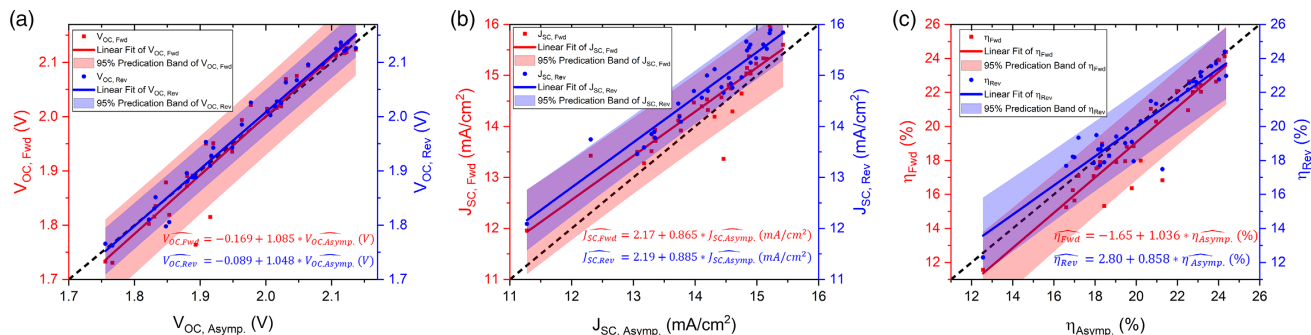 (a)
V_OC, Fwd
Linear Fit of V_OC, Fwd
95% Predication Band of V_OC, Fwd
V_OC, Rev
Linear Fit of V_OC, Rev
95% Predication Band of V_OC, Rev
2.1
2.0
1.9
1.8
1.7
V_OC, Fwd (V)
2.1
2.0
1.9
1.8
1.7
V_OC, Rev (V)
V_OC,Fwd = −0.169 + 1.085 * V_OC,Asymp. (V)
V_OC,Rev = −0.089 + 1.048 * V_OC,Asymp. (V)
1.7 1.8 1.9 2.0 2.1
V_OC, Asymp. (V)
(b)
J_SC, Fwd
Linear Fit of J_SC, Fwd
95% Predication Band of J_SC, Fwd
J_SC, Rev
Linear Fit of J_SC, Rev
95% Predication Band of J_SC, Rev
16
15
14
13
12
11
J_SC, Fwd (mA/cm²)
16
15
14
13
12
11
J_SC, Rev (mA/cm²)
J_SC,Fwd = 2.17 + 0.865 * J_SC,Asymp. (mA/cm²)
J_SC,Rev = 2.19 + 0.885 * J_SC,Asymp. (mA/cm²)
11 12 13 14 15 16
J_SC, Asymp. (mA/cm²)
(c)
η_Fwd
Linear Fit of η_Fwd
95% Predication Band of η_Fwd
η_Rev
Linear Fit of η_Rev
95% Predication Band of η_Rev
26
24
22
20
18
16
14
12
η_Fwd (%)
26
24
22
20
18
16
14
12
η_Rev (%)
η_Fwd = −1.65 + 1.036 * η_Asymp. (%)
η_Rev = 2.80 + 0.858 * η_Asymp. (%)
12 14 16 18 20 22 24 26
η_Asymp. (%)